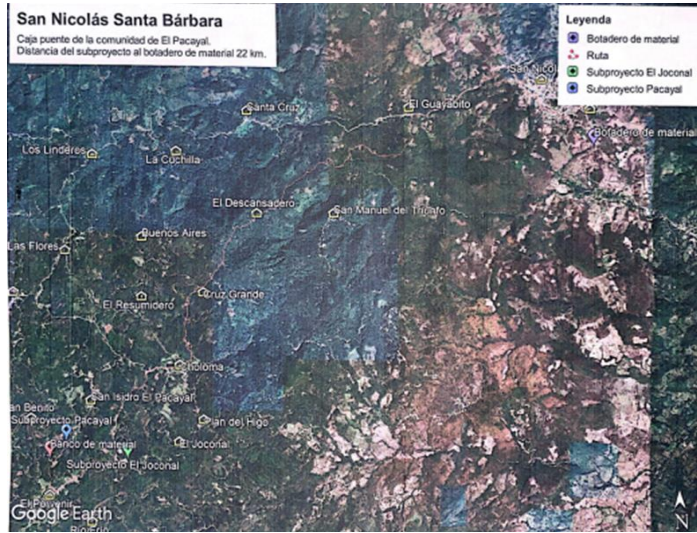 San Nicolás Santa Bárbara
Caja puente de la comunidad de El Pacayal.
Distancia del subproyecto al botadero de material 22 km.
Leyenda
Botadero de material
Ruta
Subproyecto El Joconal
Subproyecto Pacayal
San Nicol
Santa Cruz
El Guayabito
Botadero de material
Los Linderos
La Cuchilla
El Descansadero
San Manuel del Triunfo
Buenos Aires
Las Flores
El Resumidero
Cruz Grande
Choloma
San Isidro El Pacayal
an Benito
Subproyecto Pacayal
Plan del Higo
Banco de material
El Joconal
Subproyecto El Joconal
El Porvenir
Google Earth
N